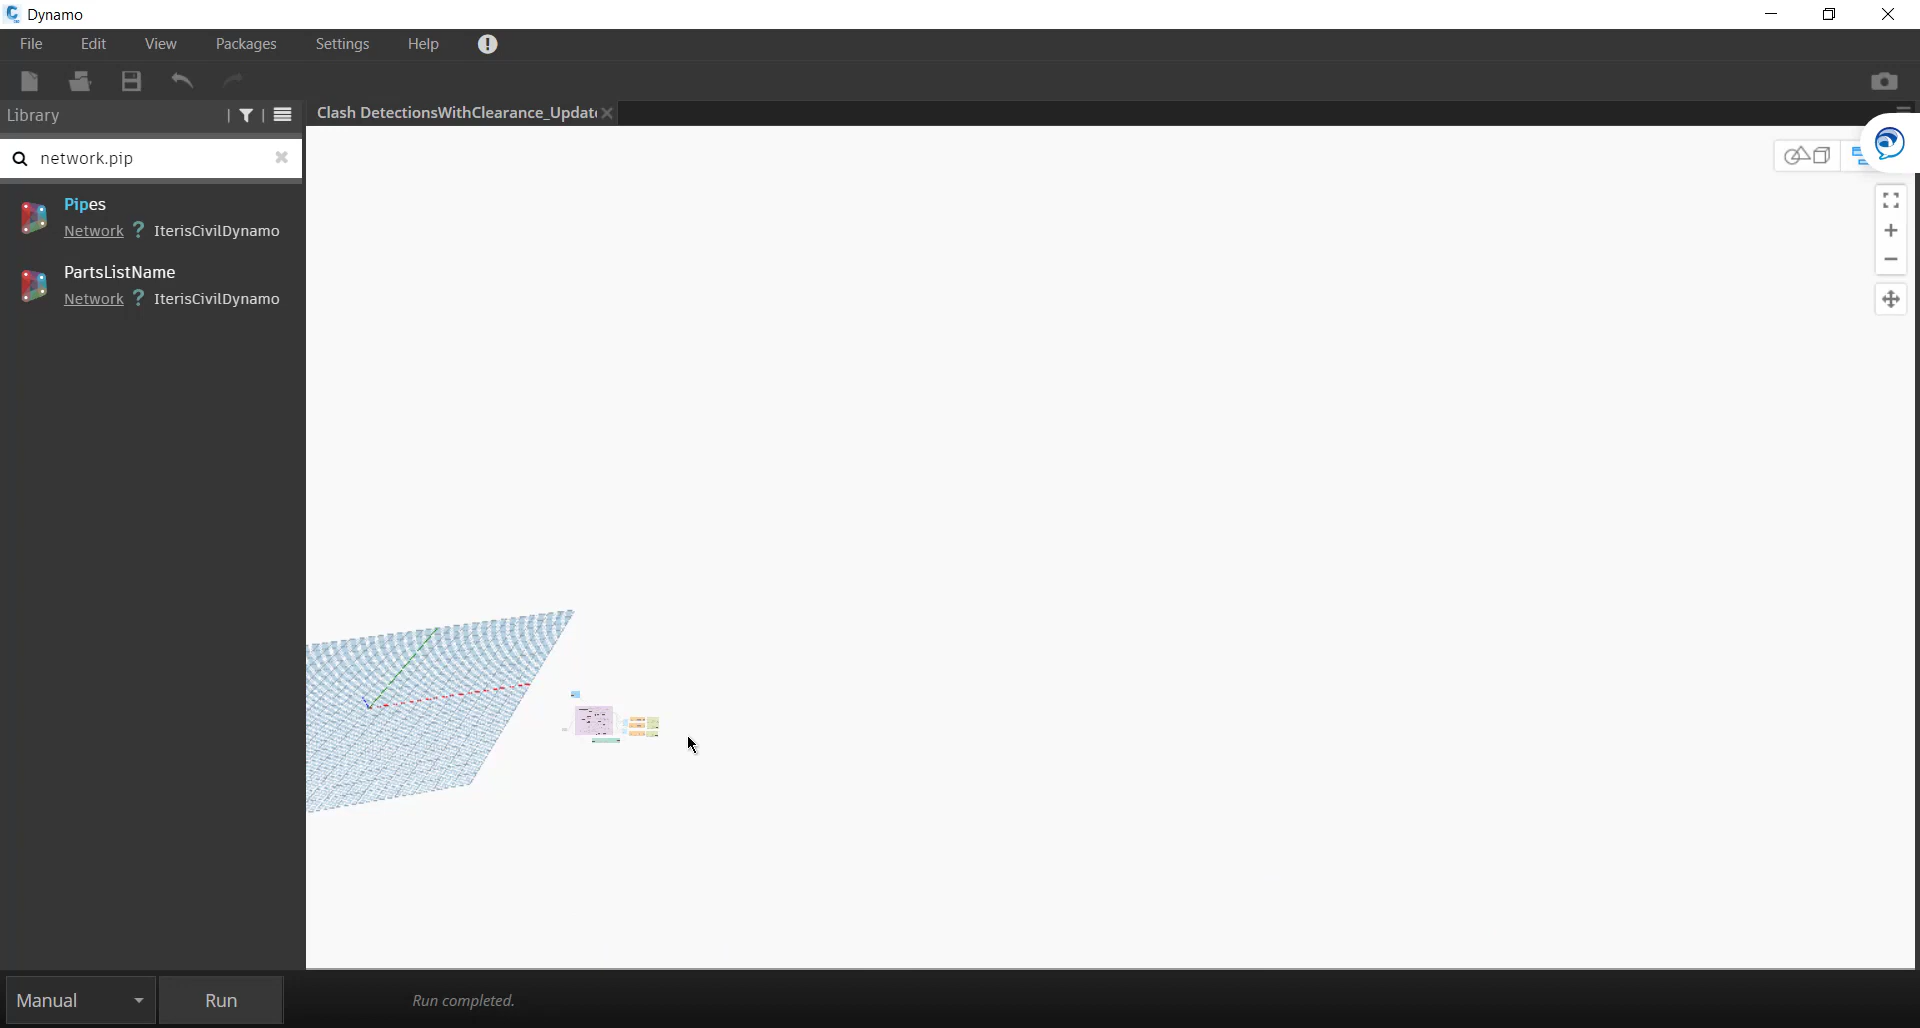 Dynamo
File Edit View Packages Settings Help
Library
Clash DetectionsWithClearance_Updat
network.pip
Pipes
Network ? IterisCivilDynamo
PartsListName
Network ? IterisCivilDynamo
Manual
Run
Run completed.